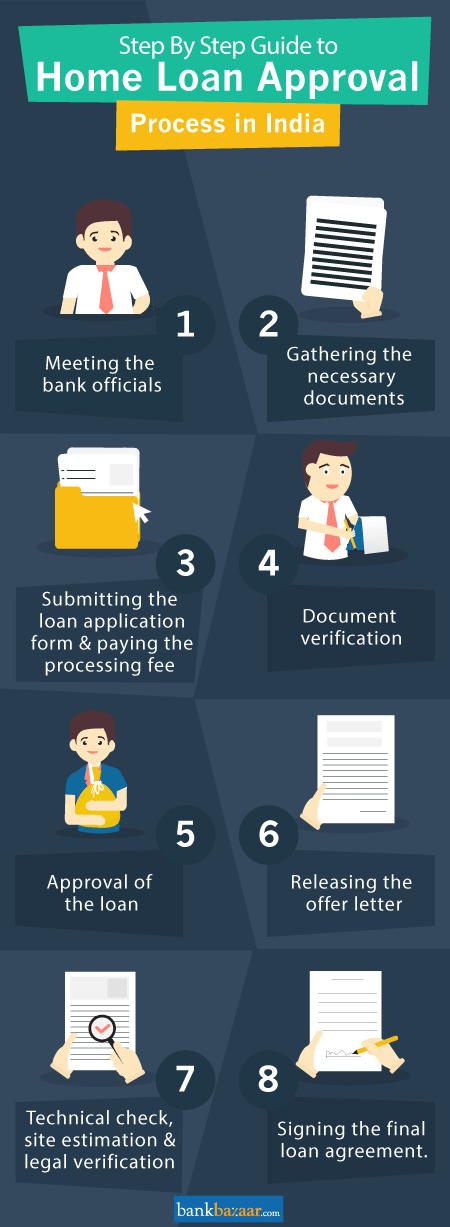 Step By Step Guide to
Home Loan Approval
Process in India
1
Meeting the
bank officials
2
Gathering the
necessary
documents
3
Submitting the
loan application
form & paying the
processing fee
4
Document
verification
5
Approval of
the loan
6
Releasing the
offer letter
7
Technical check,
site estimation &
legal verification
8
Signing the final
loan agreement.
bankbazaar.com